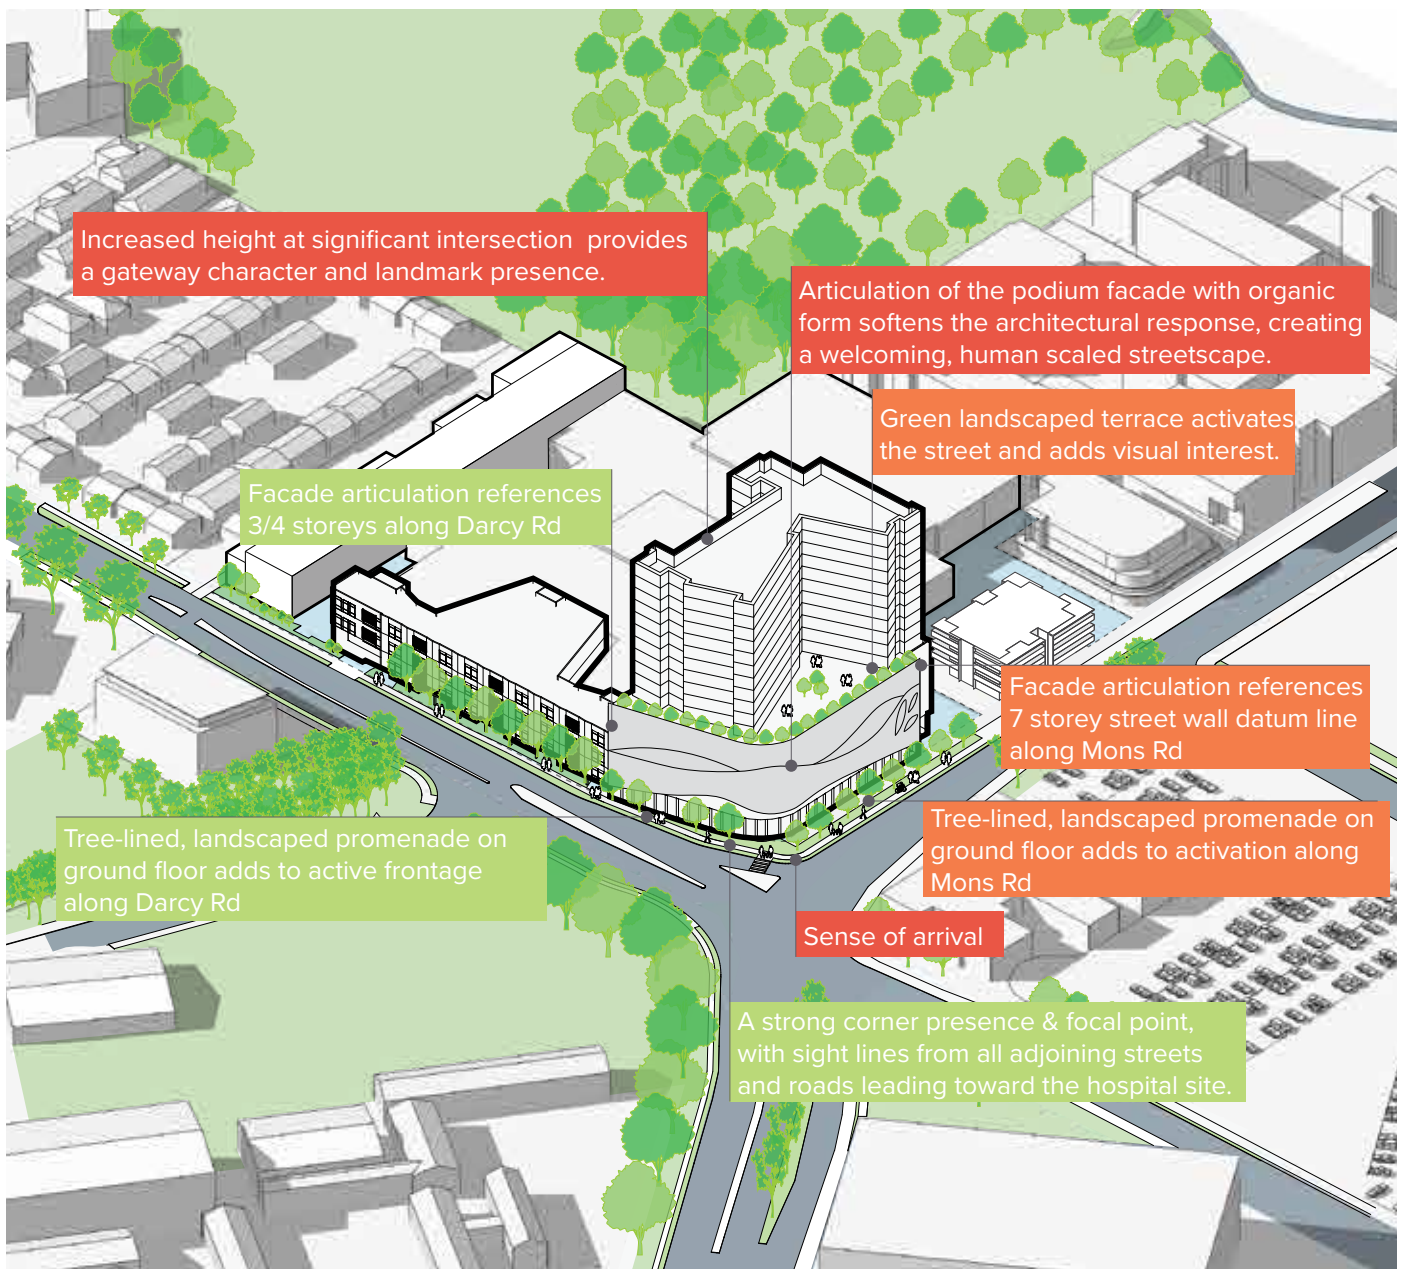 Increased height at significant intersection  provides
a gateway character and landmark presence.
Articulation of the podium facade with organic
form softens the architectural response, creating
a welcoming, human scaled streetscape.
Green landscaped terrace activates
the street and adds visual interest.
Facade articulation references
3/4 storeys along Darcy Rd
Facade articulation references
7 storey street wall datum line
along Mons Rd
Tree-lined, landscaped promenade on
ground floor adds to activation along
Mons Rd
Tree-lined, landscaped promenade on
ground floor adds to active frontage
along Darcy Rd
Sense of arrival
A strong corner presence & focal point,
with sight lines from all adjoining streets
and roads leading toward the hospital site.